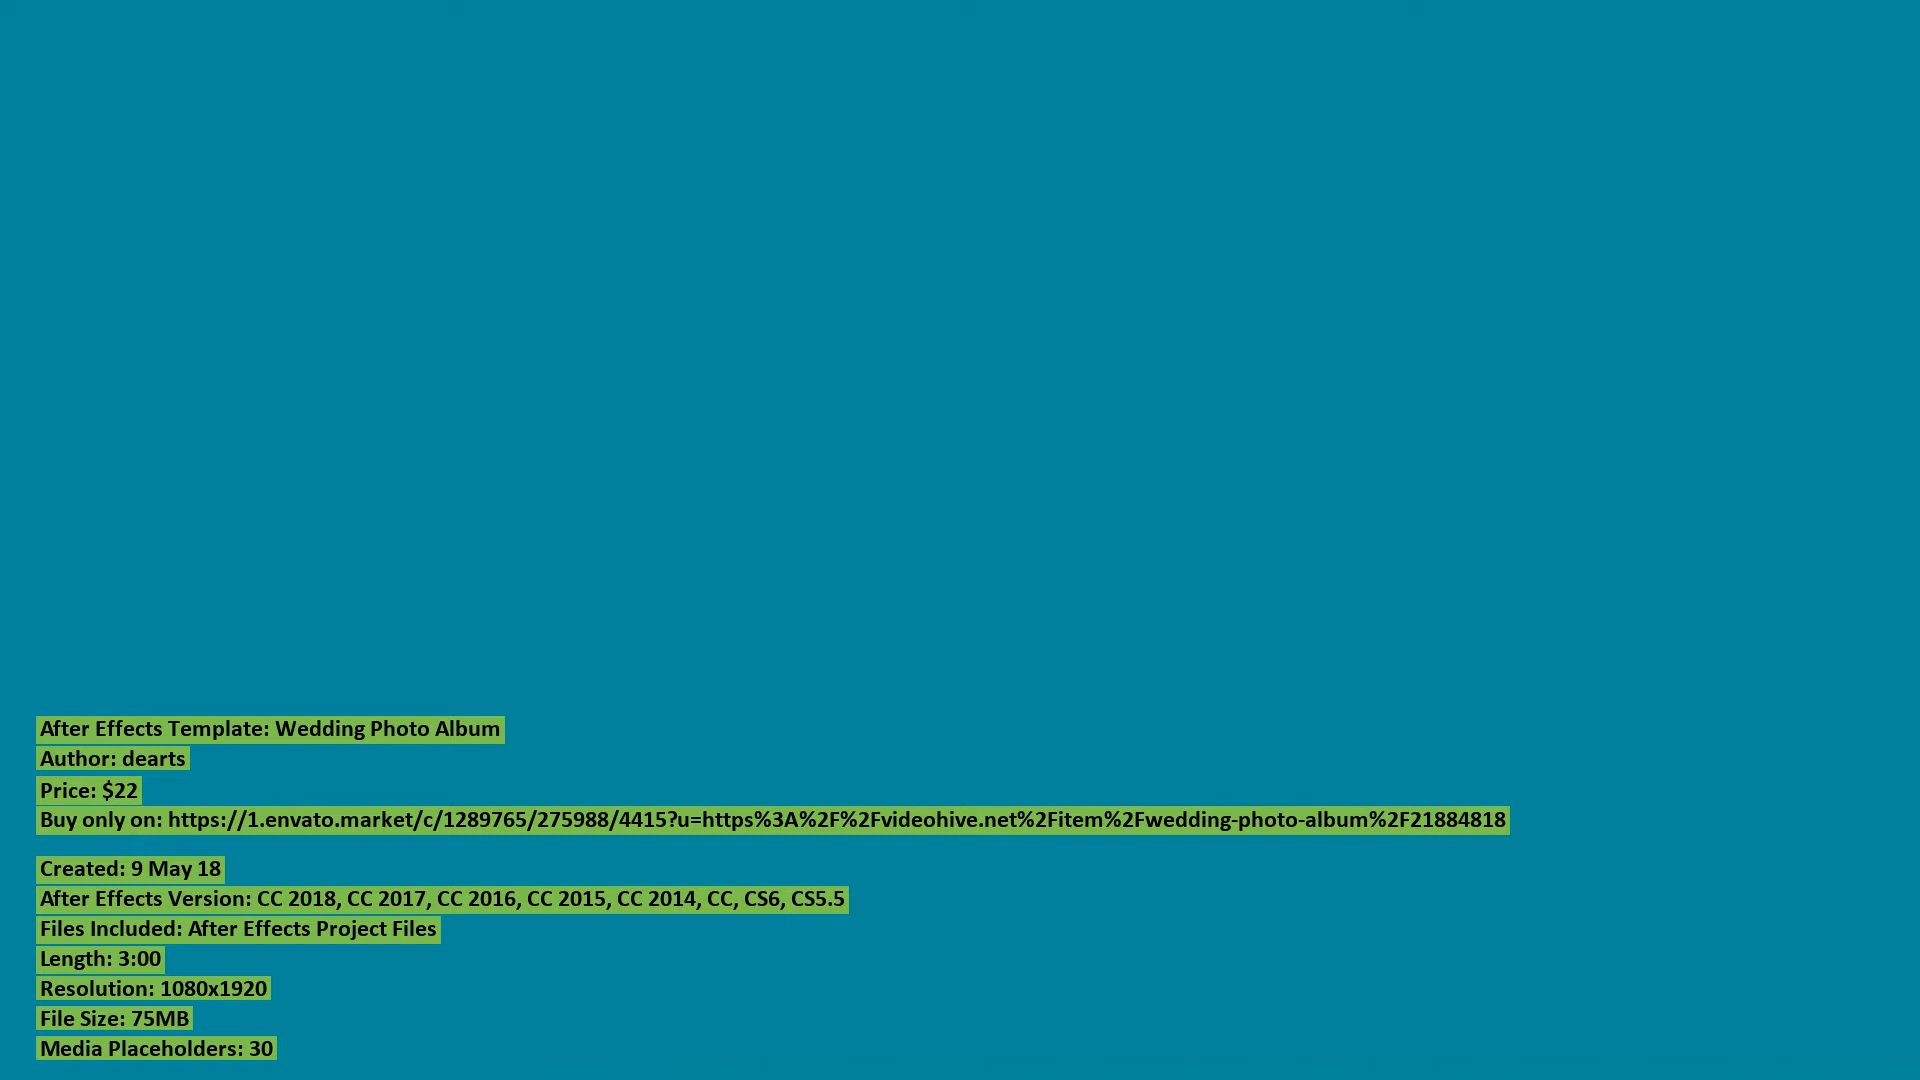 After Effects Template: Wedding Photo Album
Author: dearts
Price: $22
Buy only on: https://1.envato.market/c/1289765/275988/4415?u=https%3A%2F%2Fvideohive.net%2Fitem%2Fwedding-photo-album%2F21884818
Created: 9 May 18
After Effects Version: CC 2018, CC 2017, CC 2016, CC 2015, CC 2014, CC, CS6, CS5.5
Files Included: After Effects Project Files
Length: 3:00
Resolution: 1080x1920
File Size: 75MB
Media Placeholders: 30